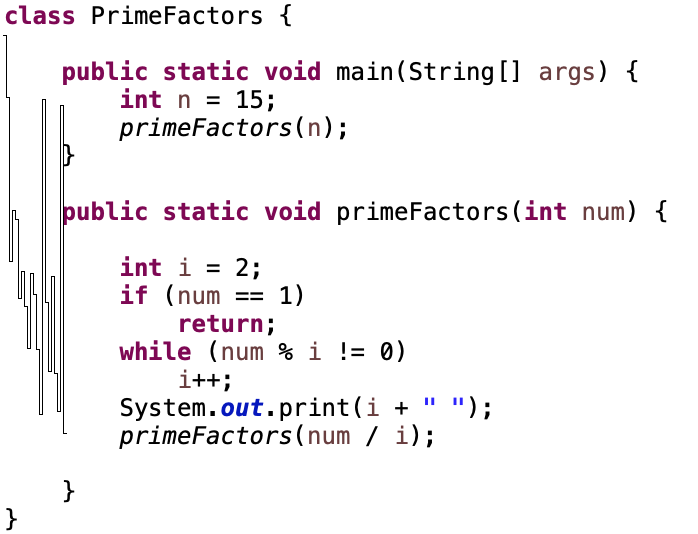 class PrimeFactors {
public static void main(String[] args) {
int n = 15;
primeFactors(n);
}
public static void primeFactors(int num) {
int i = 2;
if (num == 1)
return;
while (num % i != 0)
i++;
System.out.print(i + " ");
primeFactors(num / i);
}
}